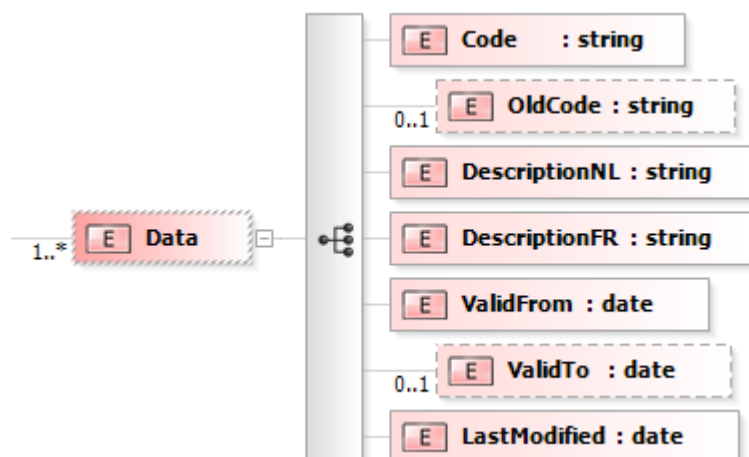 E Code : string
0..1 E OldCode : string
E DescriptionNL : string
1..* E Data
E DescriptionFR : string
E ValidFrom : date
0..1 E ValidTo : date
E LastModified : date